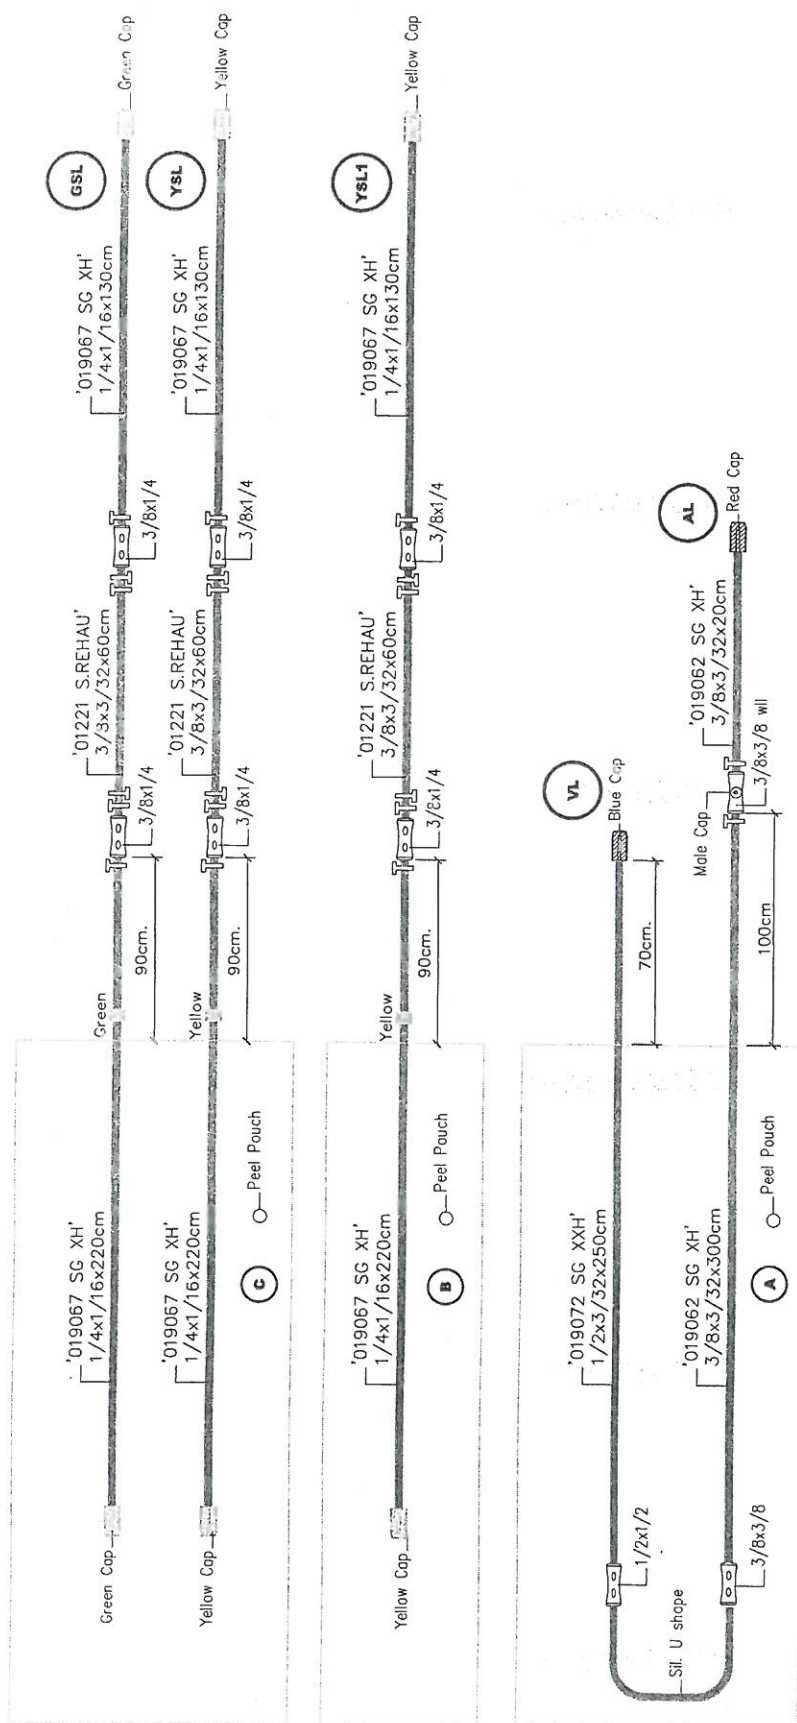 Green Cap
'019067 SG XH'
1/4x1/16x220cm
Green
90cm.
3/8x1/4
'01221 S.REHAU'
3/8x3/32x60cm
3/8x1/4
'019067 SG XH'
1/4x1/16x130cm
GSL
Green Cap
Yellow Cap
'019067 SG XH'
1/4x1/16x220cm
C
Peel Pouch
Yellow
90cm.
3/8x1/4
'01221 S.REHAU'
3/8x3/32x60cm
3/8x1/4
'019067 SG XH'
1/4x1/16x130cm
YSL
Yellow Cap
Yellow Cap
'019067 SG XH'
1/4x1/16x220cm
B
Peel Pouch
Yellow
90cm.
3/8x1/4
'01221 S.REHAU'
3/8x3/32x60cm
3/8x1/4
'019067 SG XH'
1/4x1/16x130cm
YSL1
Yellow Cap
Sil. U shape
1/2x1/2
'019072 SG XXH'
1/2x3/32x250cm
70cm.
VL
Blue Cap
3/8x3/8
'019062 SG XH'
3/8x3/32x300cm
A
Peel Pouch
100cm
Male Cap
3/8x3/8 wll
'019062 SG XH'
3/8x3/32x20cm
AL
Red Cap